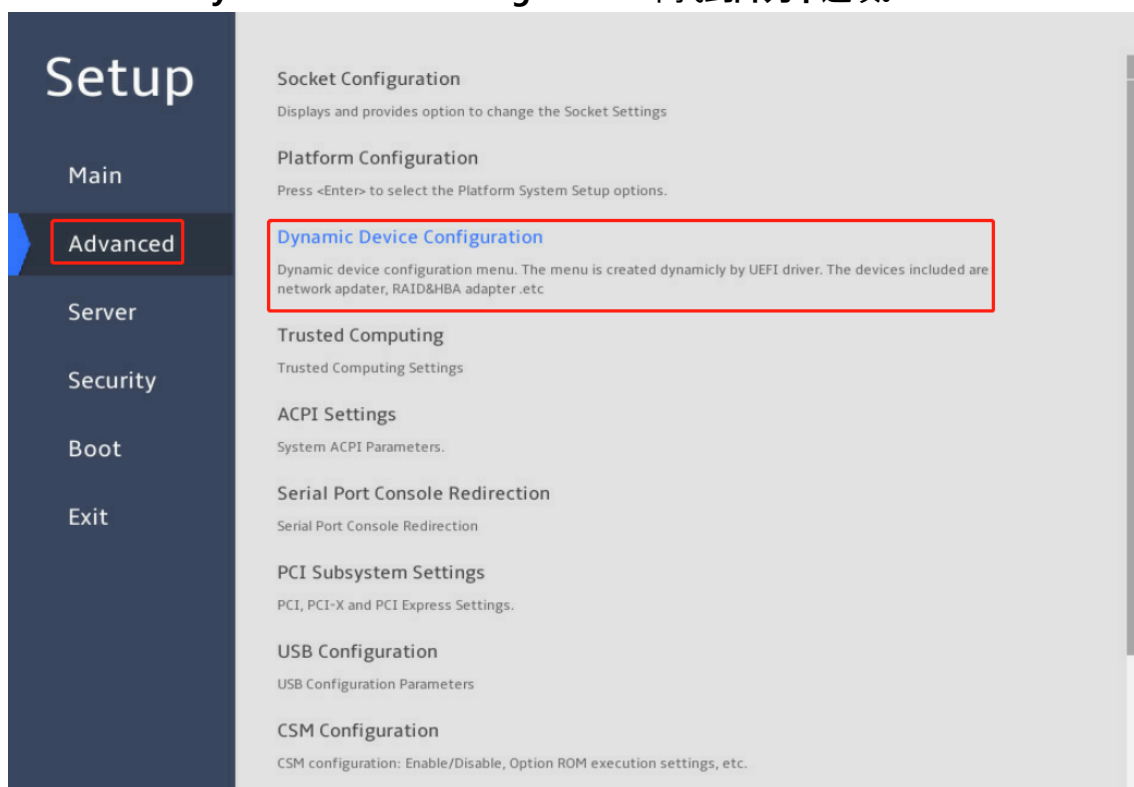 Setup
Main
Advanced
Server
Security
Boot
Exit
Socket Configuration
Displays and provides option to change the Socket Settings
Platform Configuration
Press <Enter> to select the Platform System Setup options.
Dynamic Device Configuration
Dynamic device configuration menu. The menu is created dynamicly by UEFI driver. The devices included are
network apdater, RAID&HBA adapter .etc
Trusted Computing
Trusted Computing Settings
ACPI Settings
System ACPI Parameters.
Serial Port Console Redirection
Serial Port Console Redirection
PCI Subsystem Settings
PCI, PCI-X and PCI Express Settings.
USB Configuration
USB Configuration Parameters
CSM Configuration
CSM configuration: Enable/Disable, Option ROM execution settings, etc.